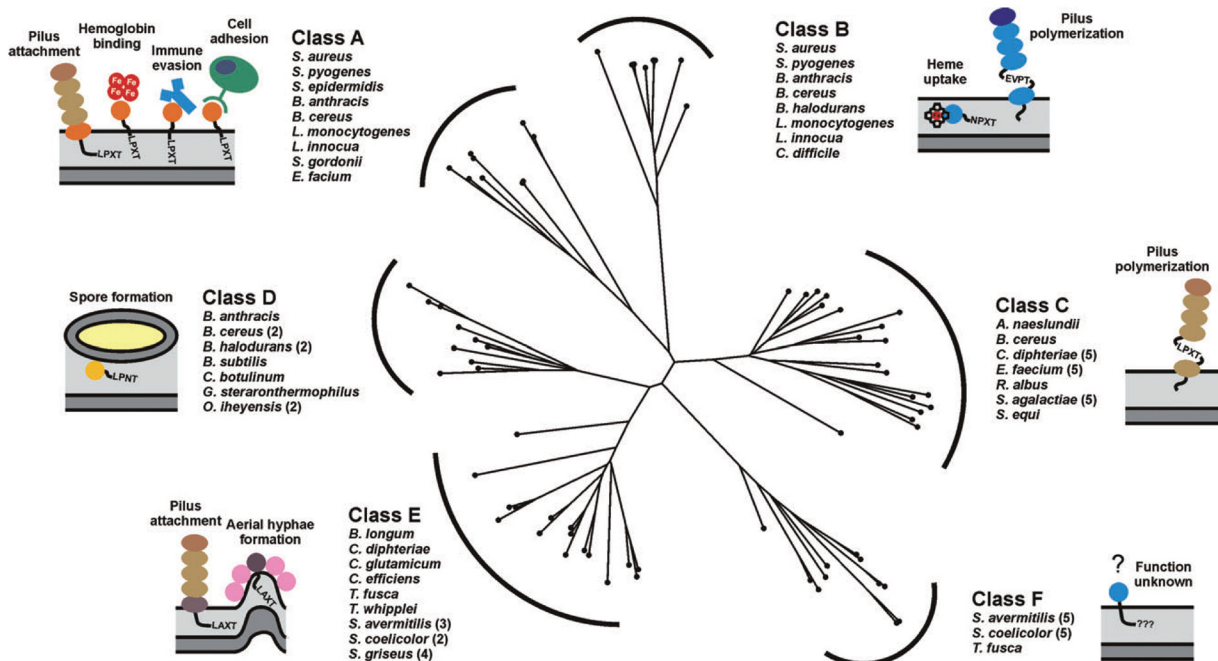 Pilus
attachment
Hemoglobin
binding
Fe Fe
Fe Fe
Immune
evasion
Cell
adhesion
LPXT
LPXT
LPXT
LPXT
Class A
S. aureus
S. pyogenes
S. epidermidis
B. anthracis
B. cereus
L. monocytogenes
L. innocua
S. gordonii
E. facium
Class B
S. aureus
S. pyogenes
B. anthracis
B. cereus
B. halodurans
L. monocytogenes
L. innocua
C. difficile
Heme
uptake
NPXT
Pilus
polymerization
EVPT
Spore formation
LPNT
Class D
B. anthracis
B. cereus (2)
B. halodurans (2)
B. subtilis
C. botulinum
G. steraronthermophilus
O. iheyensis (2)
Class C
A. naeslundii
B. cereus
C. diphteriae (5)
E. faecium (5)
R. albus
S. agalactiae (5)
S. equi
Pilus
polymerization
LPXT
Pilus
attachment
Aerial hyphae
formation
LAXT
LAXT
Class E
B. longum
C. diphteriae
C. glutamicum
C. efficiens
T. fusca
T. whipplei
S. avermitilis (3)
S. coelicolor (2)
S. griseus (4)
Class F
S. avermitilis (5)
S. coelicolor (5)
T. fusca
?
Function
unknown
???